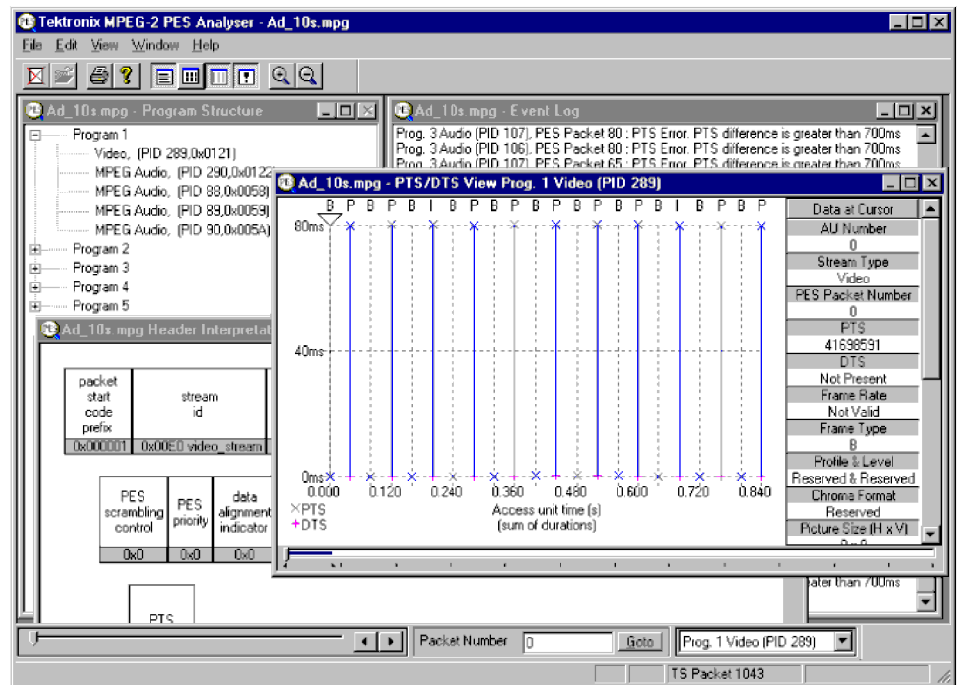 Tektronix MPEG-2 PES Analyser - Ad_10s.mpg
File Edit View Window Help
Ad_10s mpg - Program Structure
Program 1
Video, (PID 289,0x0121)
MPEG Audio, (PID 290,0x0122
MPEG Audio, (PID 88,0x0058)
MPEG Audio, (PID 89,0x0059)
MPEG Audio, (PID 90,0x005A)
Program 2
Program 3
Program 4
Program 5
Ad_10s mpg - Event Log
Prog. 3 Audio (PID 107), PES Packet 80 : PTS Error. PTS difference is greater than 700ms
Prog. 3 Audio (PID 106), PES Packet 80 : PTS Error. PTS difference is greater than 700ms
Prog. 3 Audio (PID 107), PES Packet 65 : PTS Error. PTS difference is greater than 700ms
Ad_10s.mpg - PTS/DTS View Prog. 1 Video (PID 289)
B P B P B I B P B P B P B P B P B I B P B P
80ms
40ms
0ms
0.000 0.120 0.240 0.360 0.480 0.600 0.720 0.840
×PTS
+DTS
Access unit time (s)
(sum of durations)
Data at Cursor
AU Number
0
Stream Type
Video
PES Packet Number
0
PTS
41698591
DTS
Not Present
Frame Rate
Not Valid
Frame Type
B
Profile & Level
Reserved & Reserved
Chroma Format
Reserved
Picture Size (H x V)
Ad_10s mpg Header Interpretat
packet start code prefix
0x000001
stream id
0x00E0 video_stream
PES scrambling control
0x0
PES priority
0x0
data alignment indicator
0x0
PTS
ater than 700ms
Packet Number 0 Goto Prog. 1 Video (PID 289)
TS Packet 1043